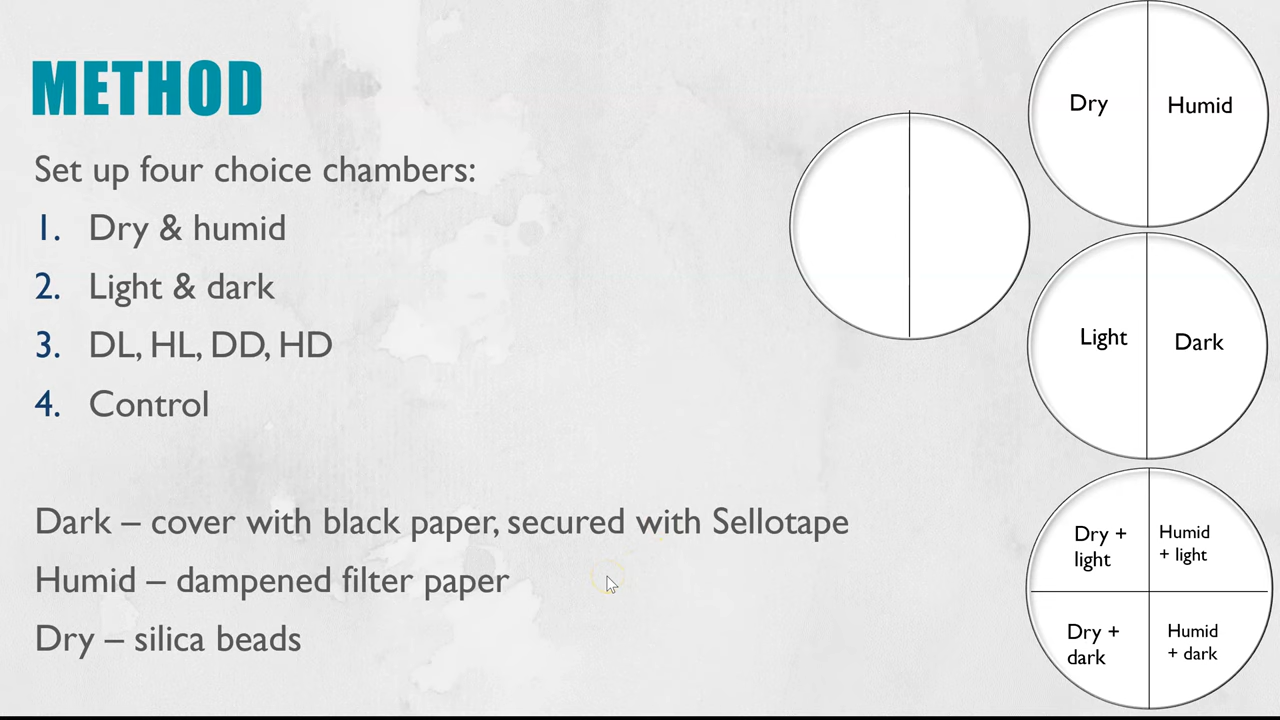 METHOD
Set up four choice chambers:
1. Dry & humid
2. Light & dark
3. DL, HL, DD, HD
4. Control
Dark – cover with black paper, secured with Sellotape
Humid – dampened filter paper
Dry – silica beads
Dry
Humid
Light
Dark
Dry +
light
Humid
+ light
Dry +
dark
Humid
+ dark